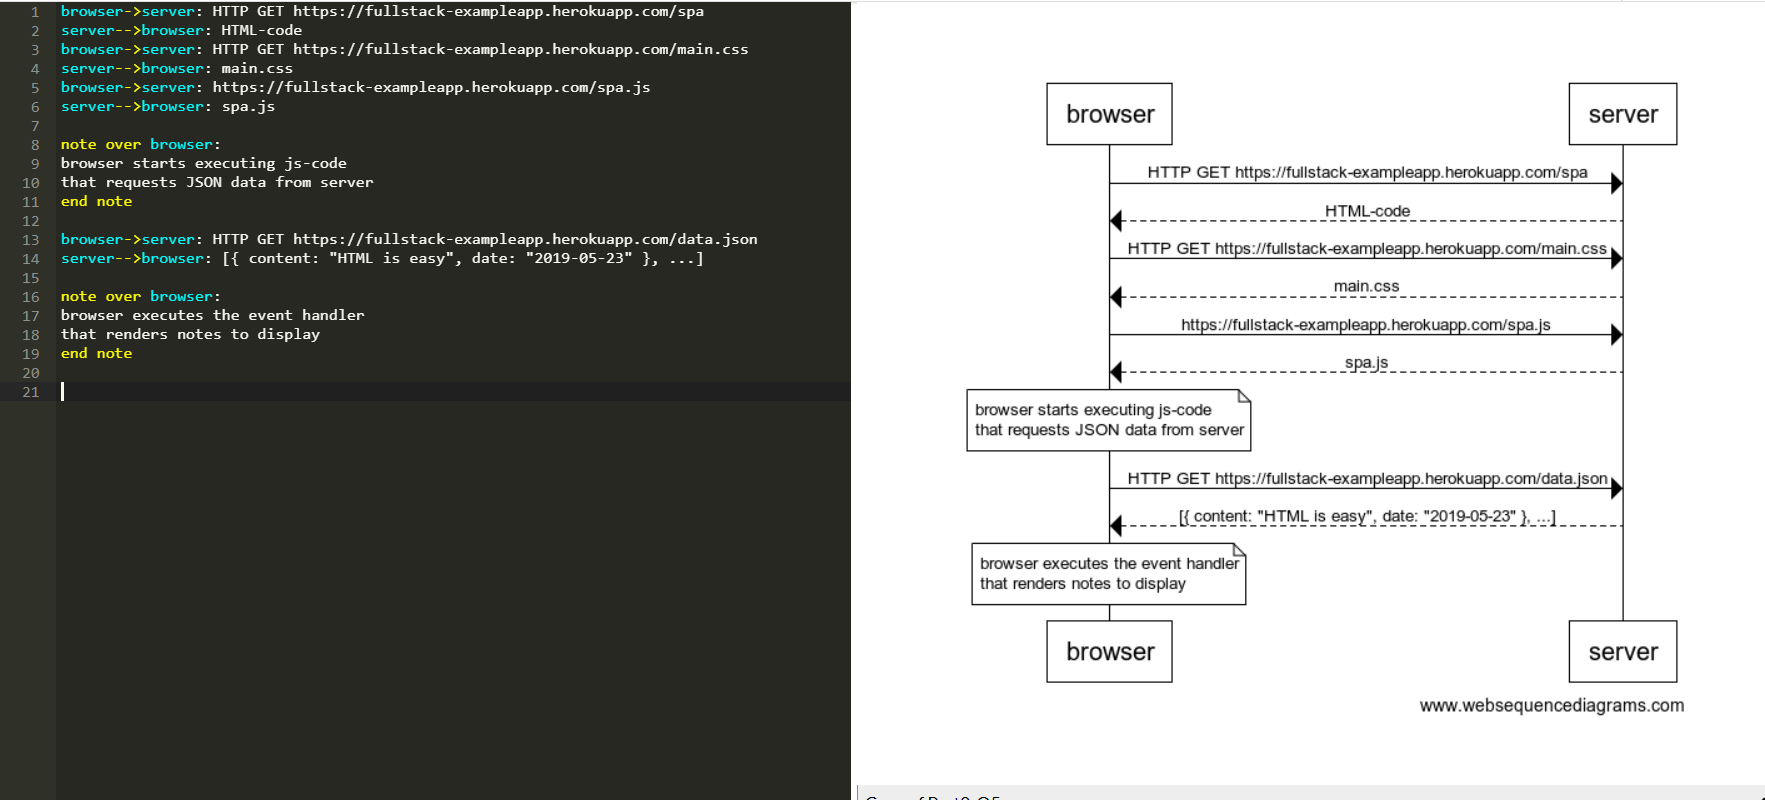 1 browser->server: HTTP GET https://fullstack-exampleapp.herokuapp.com/spa
2 server-->browser: HTML-code
3 browser->server: HTTP GET https://fullstack-exampleapp.herokuapp.com/main.css
4 server-->browser: main.css
5 browser->server: https://fullstack-exampleapp.herokuapp.com/spa.js
6 server-->browser: spa.js
7
8 note over browser:
9 browser starts executing js-code
10 that requests JSON data from server
11 end note
12
13 browser->server: HTTP GET https://fullstack-exampleapp.herokuapp.com/data.json
14 server-->browser: [{ content: "HTML is easy", date: "2019-05-23" }, ...]
15
16 note over browser:
17 browser executes the event handler
18 that renders notes to display
19 end note
20
21
browser server
HTTP GET https://fullstack-exampleapp.herokuapp.com/spa
HTML-code
HTTP GET https://fullstack-exampleapp.herokuapp.com/main.css
main.css
https://fullstack-exampleapp.herokuapp.com/spa.js
spa.js
browser starts executing js-code
that requests JSON data from server
HTTP GET https://fullstack-exampleapp.herokuapp.com/data.json
[{ content: "HTML is easy", date: "2019-05-23" }, ...]
browser executes the event handler
that renders notes to display
browser server
www.websequencediagrams.com